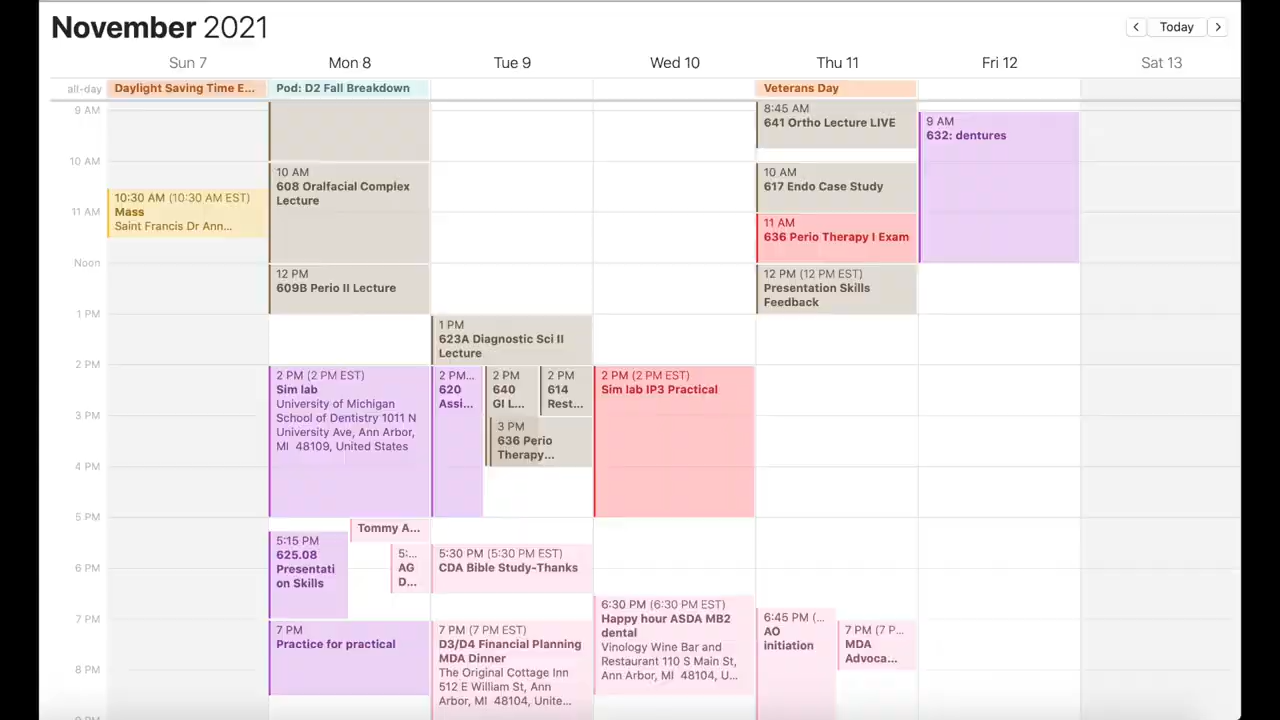 November 2021
Today
Sun 7
Mon 8
Tue 9
Wed 10
Thu 11
Fri 12
Sat 13
all-day
Daylight Saving Time E...
Pod: D2 Fall Breakdown
Veterans Day
9 AM
10 AM
11 AM
Noon
1 PM
2 PM
3 PM
4 PM
5 PM
6 PM
7 PM
8 PM
10:30 AM (10:30 AM EST)
Mass
Saint Francis Dr Ann...
10 AM
608 Oralfacial Complex
Lecture
12 PM
609B Perio II Lecture
2 PM (2 PM EST)
Sim lab
University of Michigan
School of Dentistry 1011 N
University Ave, Ann Arbor,
MI 48109, United States
Tommy A...
5:15 PM
625.08
Presentati
on Skills
5:...
AG
D...
7 PM
Practice for practical
1 PM
623A Diagnostic Sci II
Lecture
2 PM...
620
Assi...
2 PM
640
GI L...
2 PM
614
Rest...
3 PM
636 Perio
Therapy...
5:30 PM (5:30 PM EST)
CDA Bible Study-Thanks
7 PM (7 PM EST)
D3/D4 Financial Planning
MDA Dinner
The Original Cottage Inn
512 E William St, Ann
Arbor, MI 48104, Unite...
2 PM (2 PM EST)
Sim lab IP3 Practical
6:30 PM (6:30 PM EST)
Happy hour ASDA MB2
dental
Vinology Wine Bar and
Restaurant 110 S Main St,
Ann Arbor, MI 48104, U...
8:45 AM
641 Ortho Lecture LIVE
10 AM
617 Endo Case Study
11 AM
636 Perio Therapy I Exam
12 PM (12 PM EST)
Presentation Skills
Feedback
6:45 PM (...
AO
initiation
7 PM (7 P...
MDA
Advoca...
9 AM
632: dentures